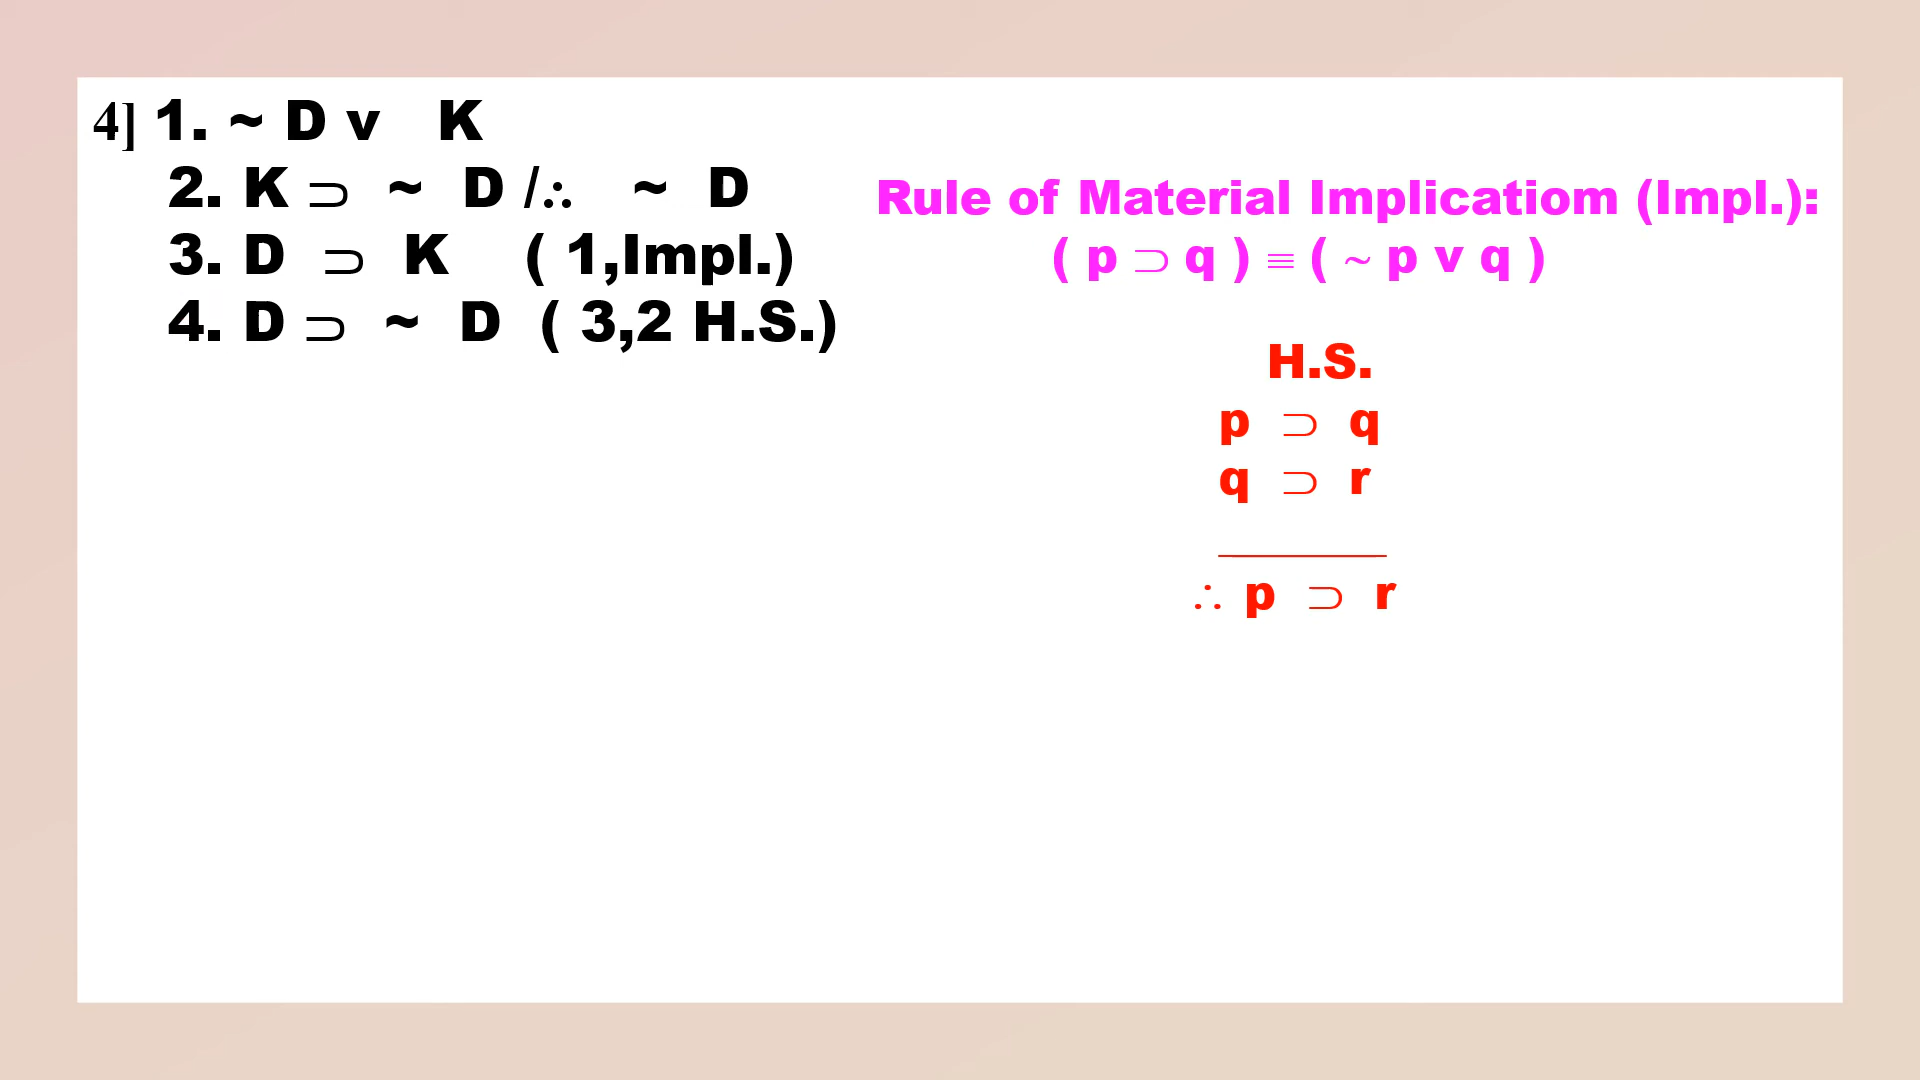 4] 1. ~ D v K
2. K ⊃ ~ D /∴ ~ D
3. D ⊃ K ( 1,Impl.)
4. D ⊃ ~ D ( 3,2 H.S.)
Rule of Material Implicatiom (Impl.):
( p ⊃ q ) ≡ ( ~ p v q )
H.S.
p ⊃ q
q ⊃ r
∴ p ⊃ r